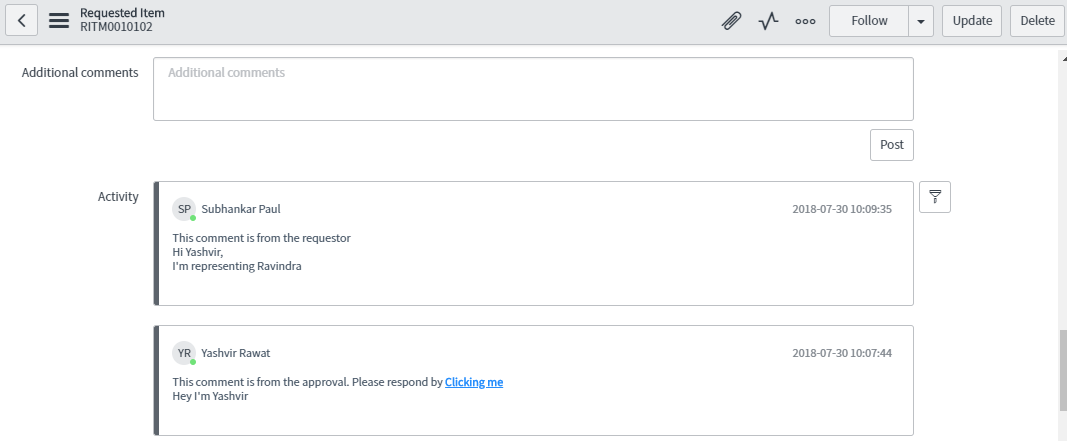 Requested Item
RITM0010102
Follow
Update
Delete
Additional comments
Additional comments
Post
Activity
SP Subhankar Paul 2018-07-30 10:09:35
This comment is from the requestor
Hi Yashvir,
I'm representing Ravindra
YR Yashvir Rawat 2018-07-30 10:07:44
This comment is from the approval. Please respond by Clicking me
Hey I'm Yashvir